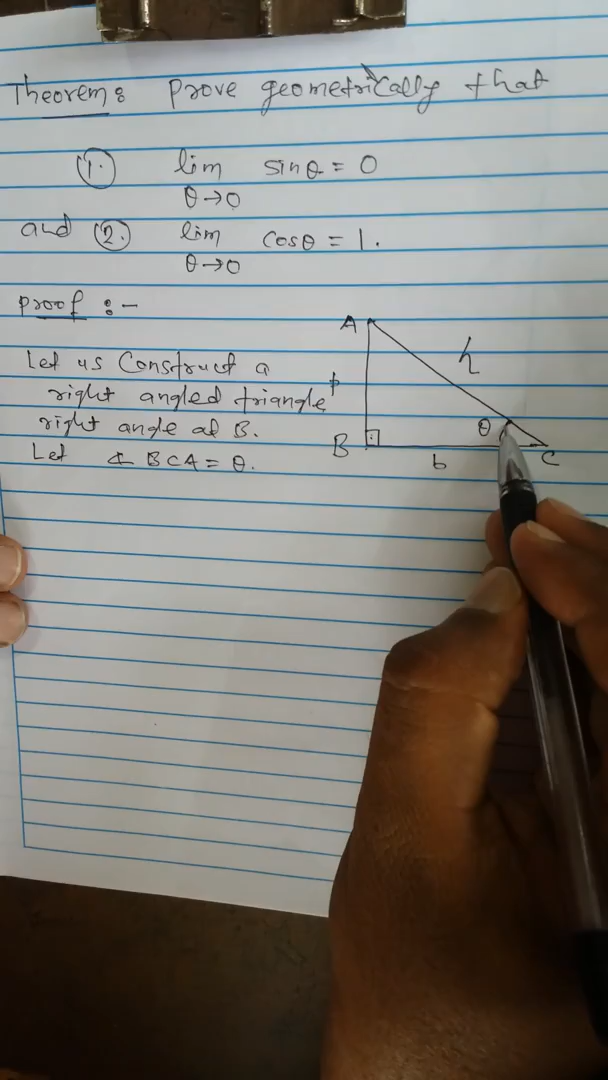 Theorem: Prove geometrically that
(1.) lim sinθ = 0
θ→0
and (2.) lim cosθ = 1.
θ→0
Proof :-
Let us Construct a
right angled triangle
right angle at B.
Let ∡ BCA = θ.
A
h
p
B
θ
b
C